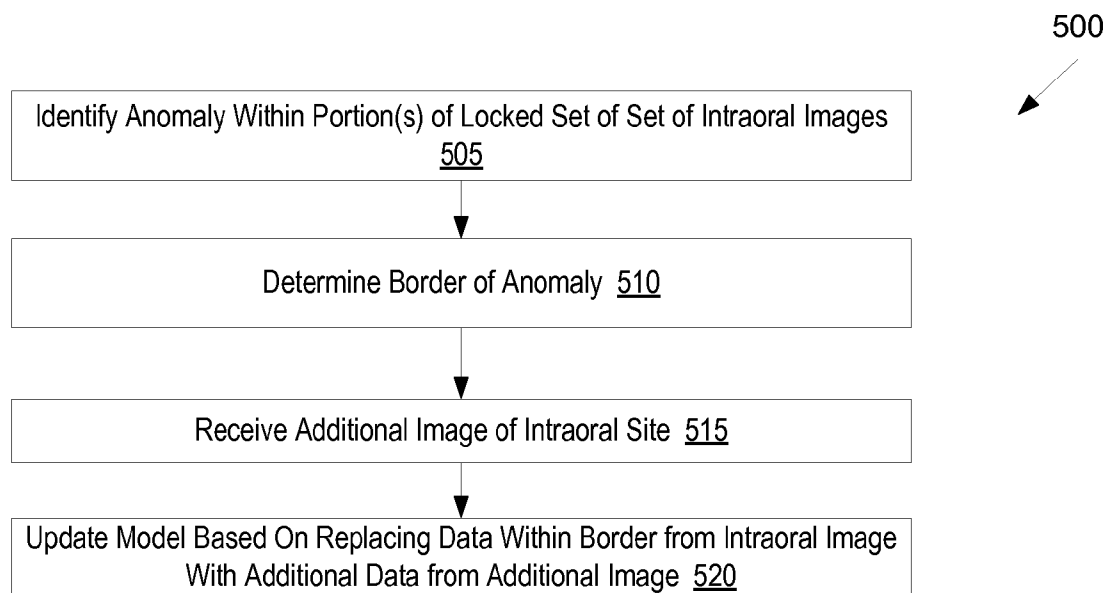 500
Identify Anomaly Within Portion(s) of Locked Set of Set of Intraoral Images
505
Determine Border of Anomaly 510
Receive Additional Image of Intraoral Site 515
Update Model Based On Replacing Data Within Border from Intraoral Image
With Additional Data from Additional Image 520